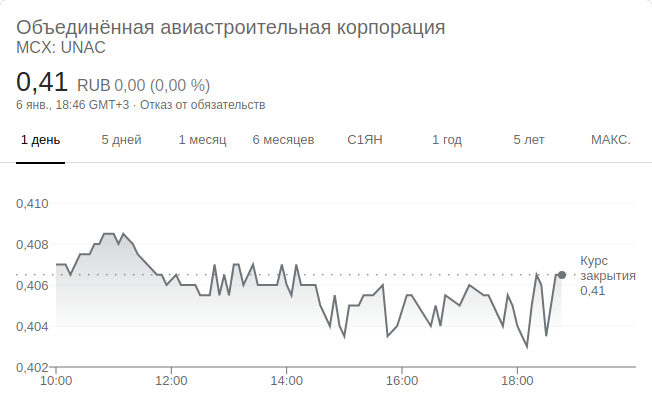 Объединённая авиастроительная корпорация
MCX: UNAC
0,41 RUB 0,00 (0,00 %)
6 янв., 18:46 GMT+3 · Отказ от обязательств
1 день 5 дней 1 месяц 6 месяцев С1ЯН 1 год 5 лет МАКС.
0,410
0,408
0,406
0,404
0,402
Курс
закрытия
0,41
10:00 12:00 14:00 16:00 18:00